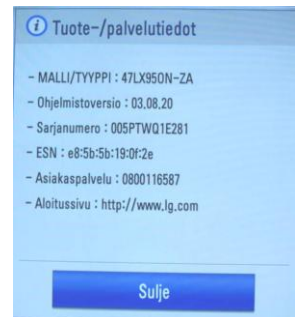 Tuote-/palvelutiedot
- MALLI/TYYPPI : 47LX950N-ZA
- Ohjelmistoversio : 03,08,20
- Sarjanumero : 005PTWQ1E281
- ESN : e8:5b:5b:19:0f:2e
- Asiakaspalvelu : 0800116587
- Aloitussivu : http://www.lg.com
Sulje